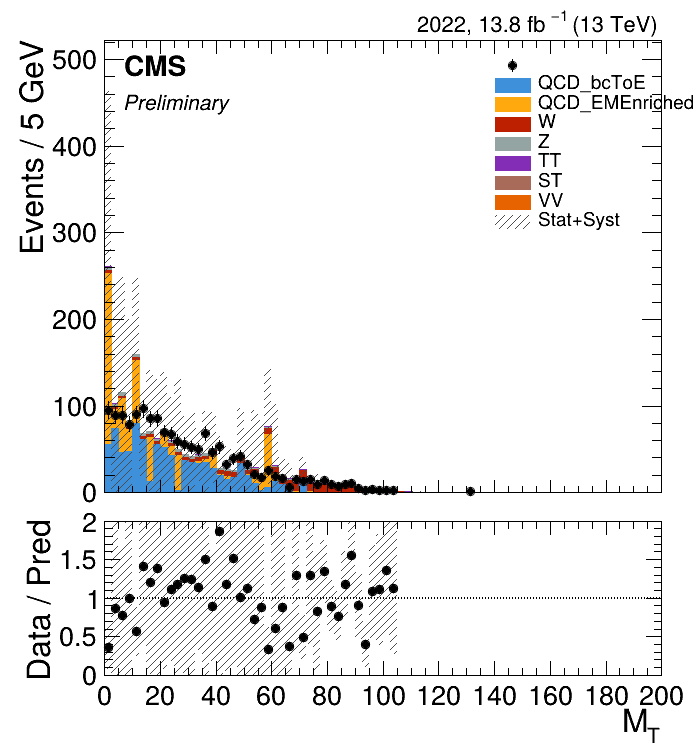 2022, 13.8 fb⁻¹ (13 TeV)
CMS
Preliminary
QCD_bcToE
QCD_EMEnriched
W
Z
TT
ST
VV
Stat+Syst
Events / 5 GeV
500
400
300
200
100
0
Data / Pred
2
1.5
1
0.5
0
0 20 40 60 80 100 120 140 160 180 200
M_T